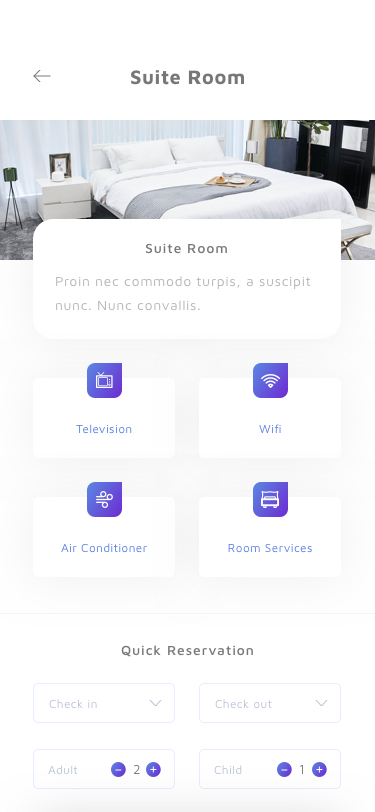 Suite Room
Suite Room
Proin nec commodo turpis, a suscipit
nunc. Nunc convallis.
Television
Wifi
Air Conditioner
Room Services
Quick Reservation
Check in
Check out
Adult − 2 +
Child − 1 +